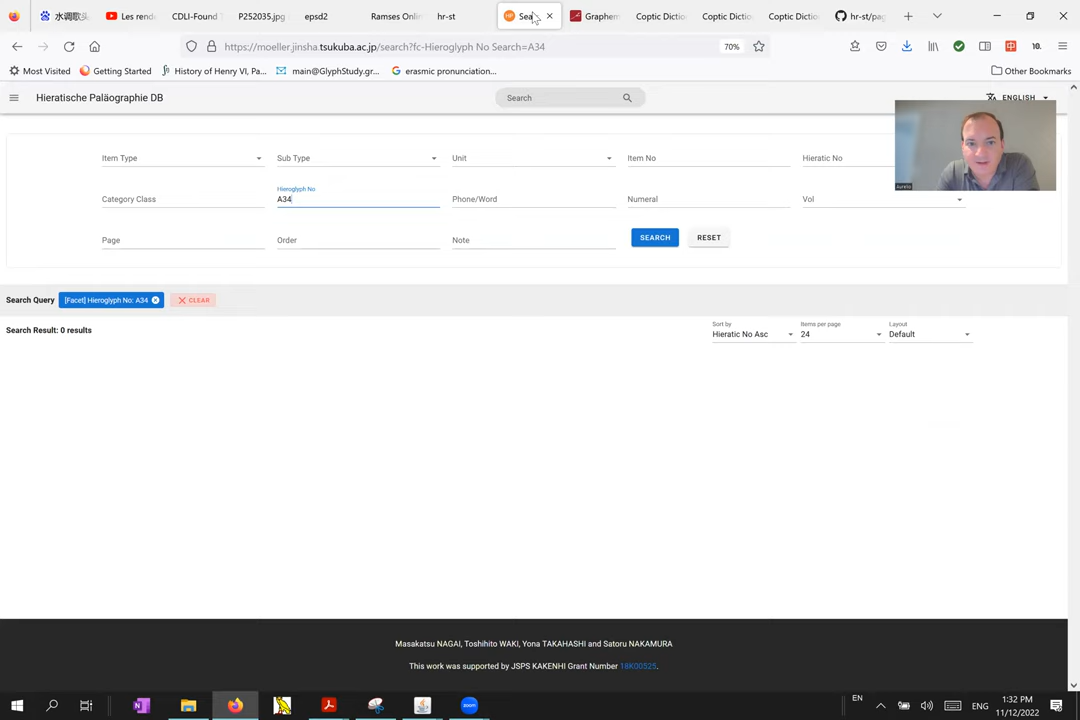 水调歌头
Les rende
CDLI-Found T
P252035.jpg
epsd2
Ramses Onlin
hr-st
HP
Sea
Graphem
Coptic Dictio
Coptic Dictio
Coptic Dictio
hr-st/pag
https://moeller.jinsha.tsukuba.ac.jp/search?fc-Hieroglyph No Search=A34
70%
中
10.
Most Visited
Getting Started
History of Henry VI, Pa...
main@GlyphStudy.gr...
erasmic pronunciation...
Other Bookmarks
Hieratische Paläographie DB
Search
ENGLISH
Aurelio
Item Type
Sub Type
Unit
Item No
Hieratic No
Category Class
Hieroglyph No
A34
Phone/Word
Numeral
Vol
Page
Order
Note
SEARCH
RESET
Search Query
[Facet] Hieroglyph No: A34
CLEAR
Search Result: 0 results
Sort by
Hieratic No Asc
Items per page
24
Layout
Default
Masakatsu NAGAI, Toshihito WAKI, Yona TAKAHASHI and Satoru NAKAMURA
This work was supported by JSPS KAKENHI Grant Number 18K00525.
EN
ENG
1:32 PM
11/12/2022